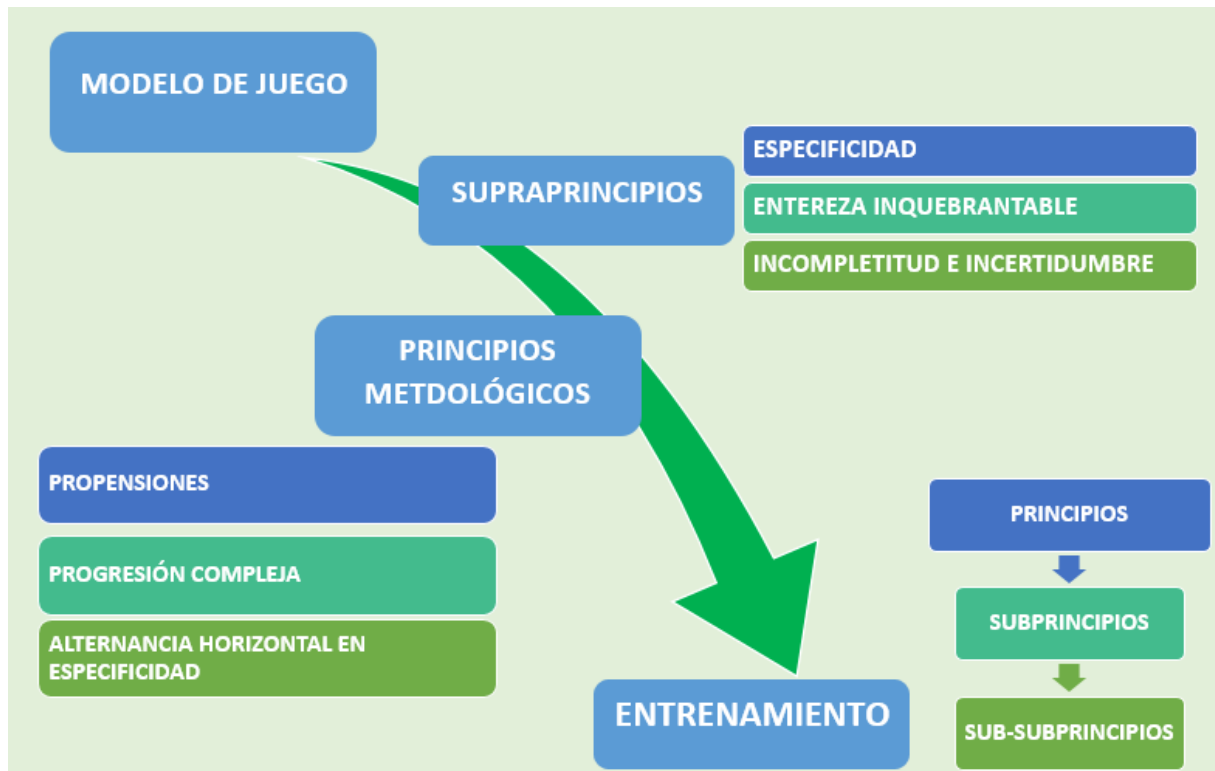 MODELO DE JUEGO
SUPRAPRINCIPIOS
ESPECIFICIDAD
ENTEREZA INQUEBRANTABLE
INCOMPLETITUD E INCERTIDUMBRE
PRINCIPIOS
METDOLÓGICOS
PROPENSIONES
PROGRESIÓN COMPLEJA
ALTERNANCIA HORIZONTAL EN
ESPECIFICIDAD
PRINCIPIOS
SUBPRINCIPIOS
SUB-SUBPRINCIPIOS
ENTRENAMIENTO